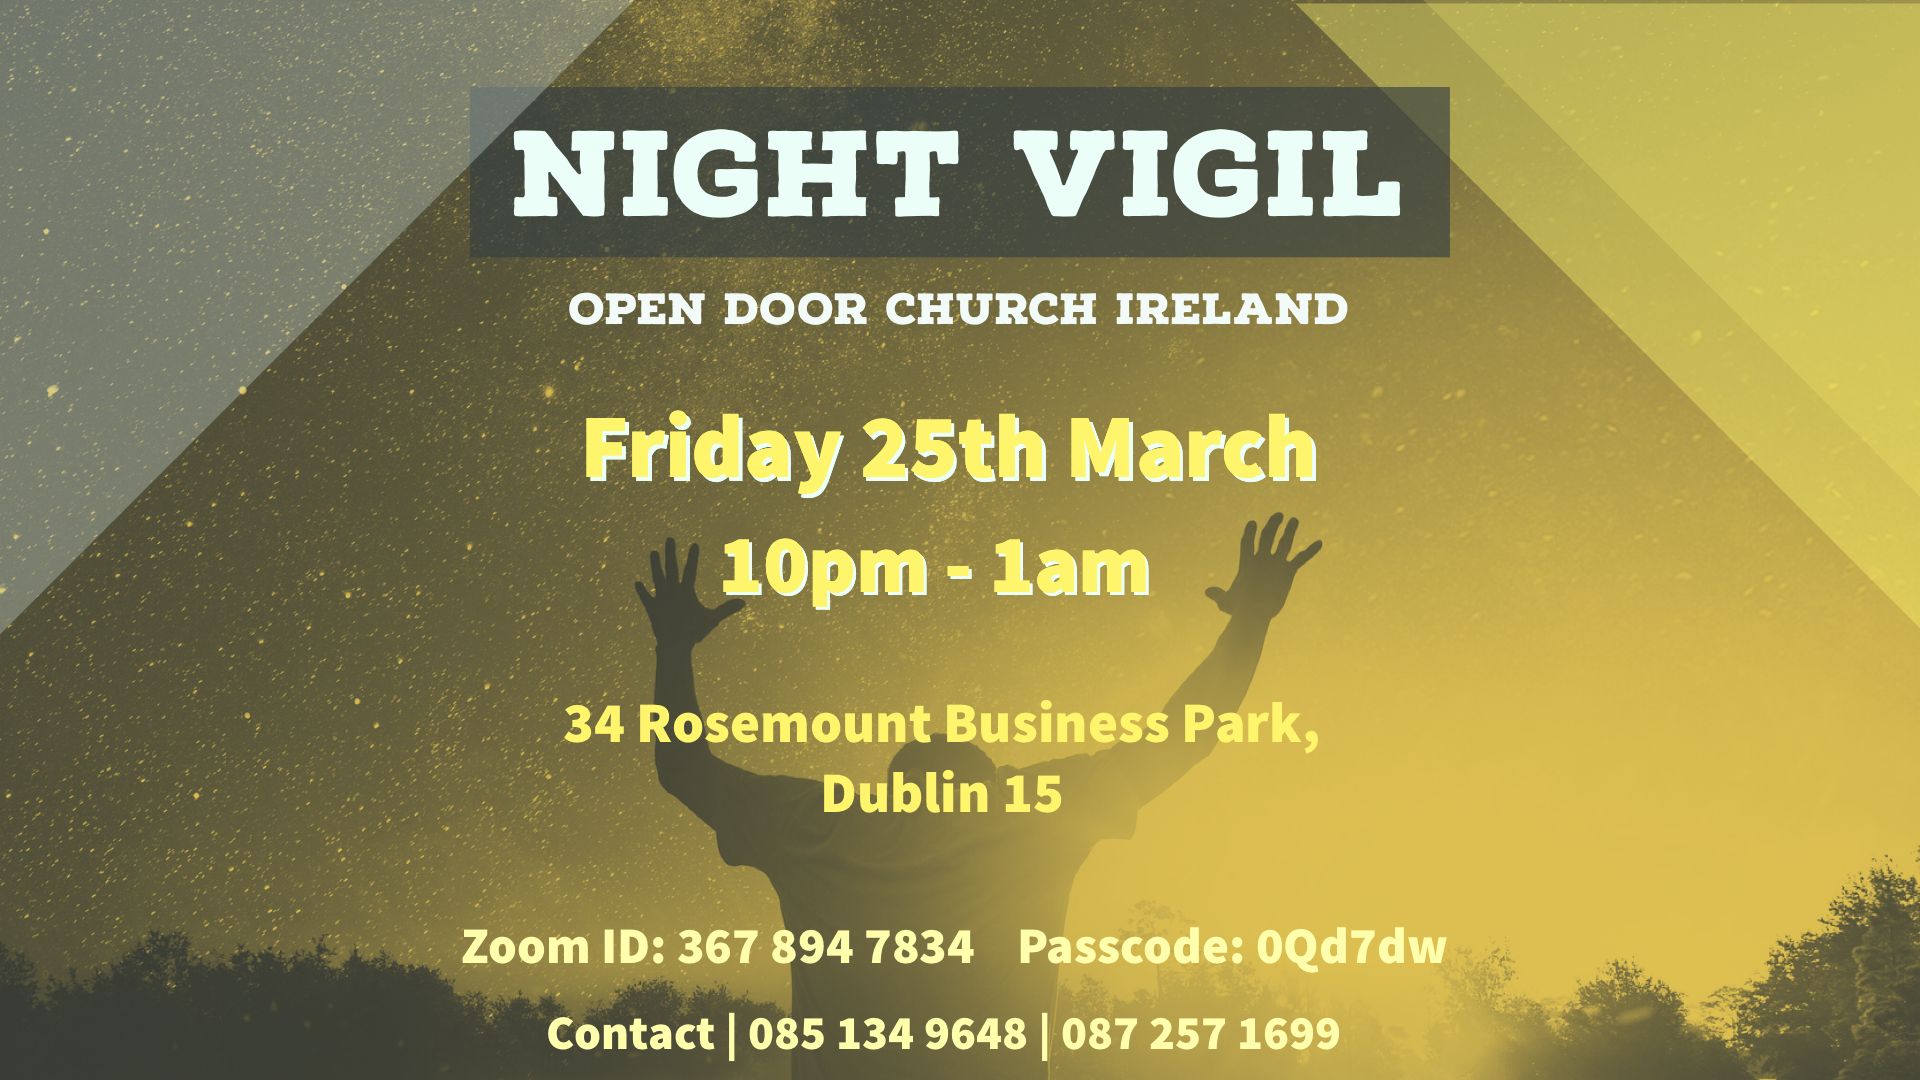 NIGHT VIGIL
OPEN DOOR CHURCH IRELAND
Friday 25th March
10pm - 1am
34 Rosemount Business Park,
Dublin 15
Zoom ID: 367 894 7834 Passcode: 0Qd7dw
Contact | 085 134 9648 | 087 257 1699